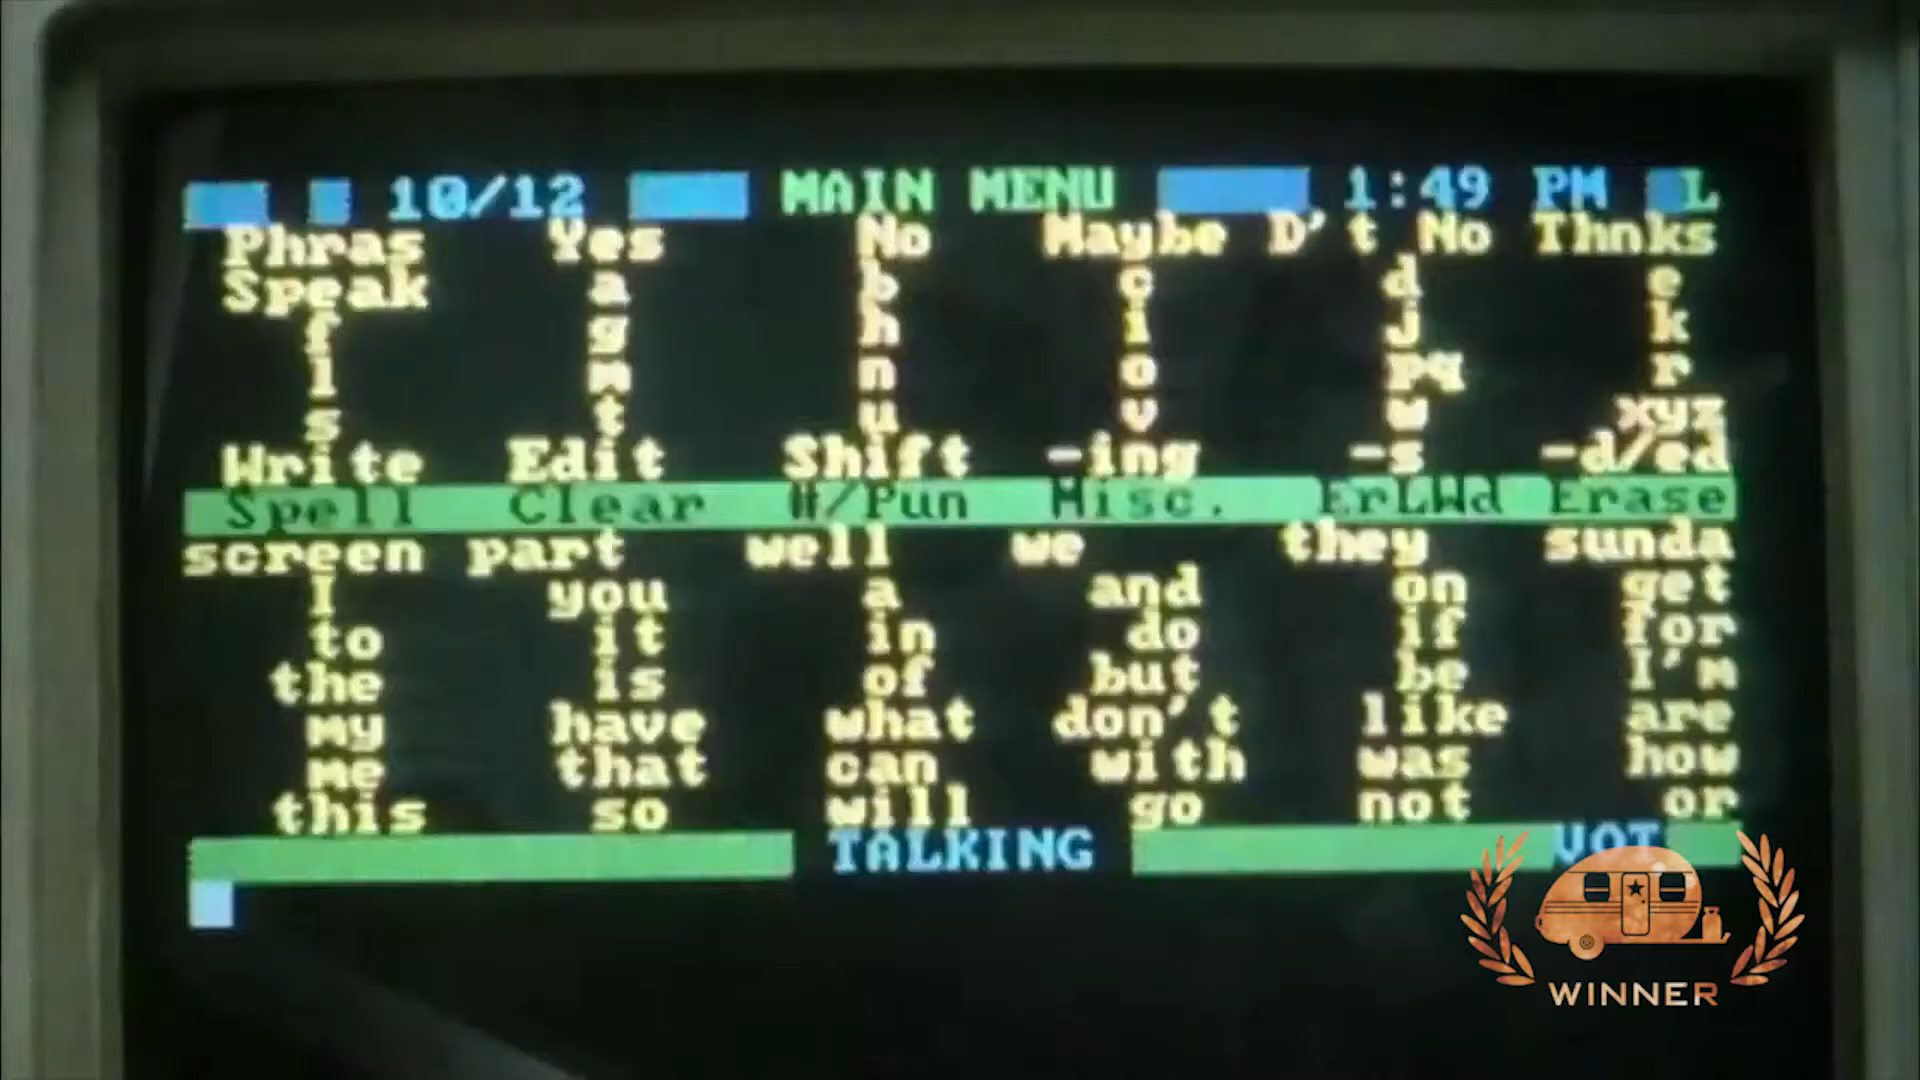 10/12 MAIN MENU 1:49 PM L
Phras Yes No Maybe D't No Thnks
Speak a b c d e
f g h i j k
l m n o pq r
s t u v w xyz
Write Edit Shift -ing -s -d/ed
Spell Clear #/Pun Misc. ErLWd Erase
screen part well we they sunda
I you a and on get
to it in do if for
the is of but be I'm
my have what don't like are
me that can with was how
this so will go not or
TALKING
WINNER